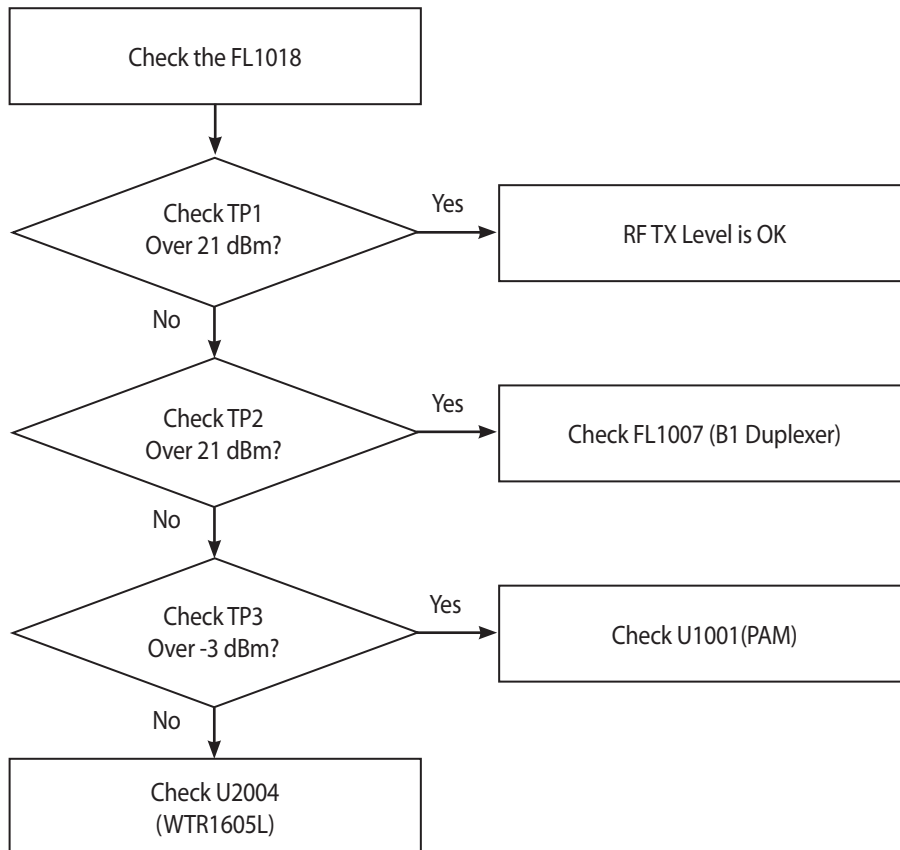 Check the FL1018
Check TP1
Over 21 dBm?
Yes
RF TX Level is OK
No
Check TP2
Over 21 dBm?
Yes
Check FL1007 (B1 Duplexer)
No
Check TP3
Over -3 dBm?
Yes
Check U1001(PAM)
No
Check U2004
(WTR1605L)